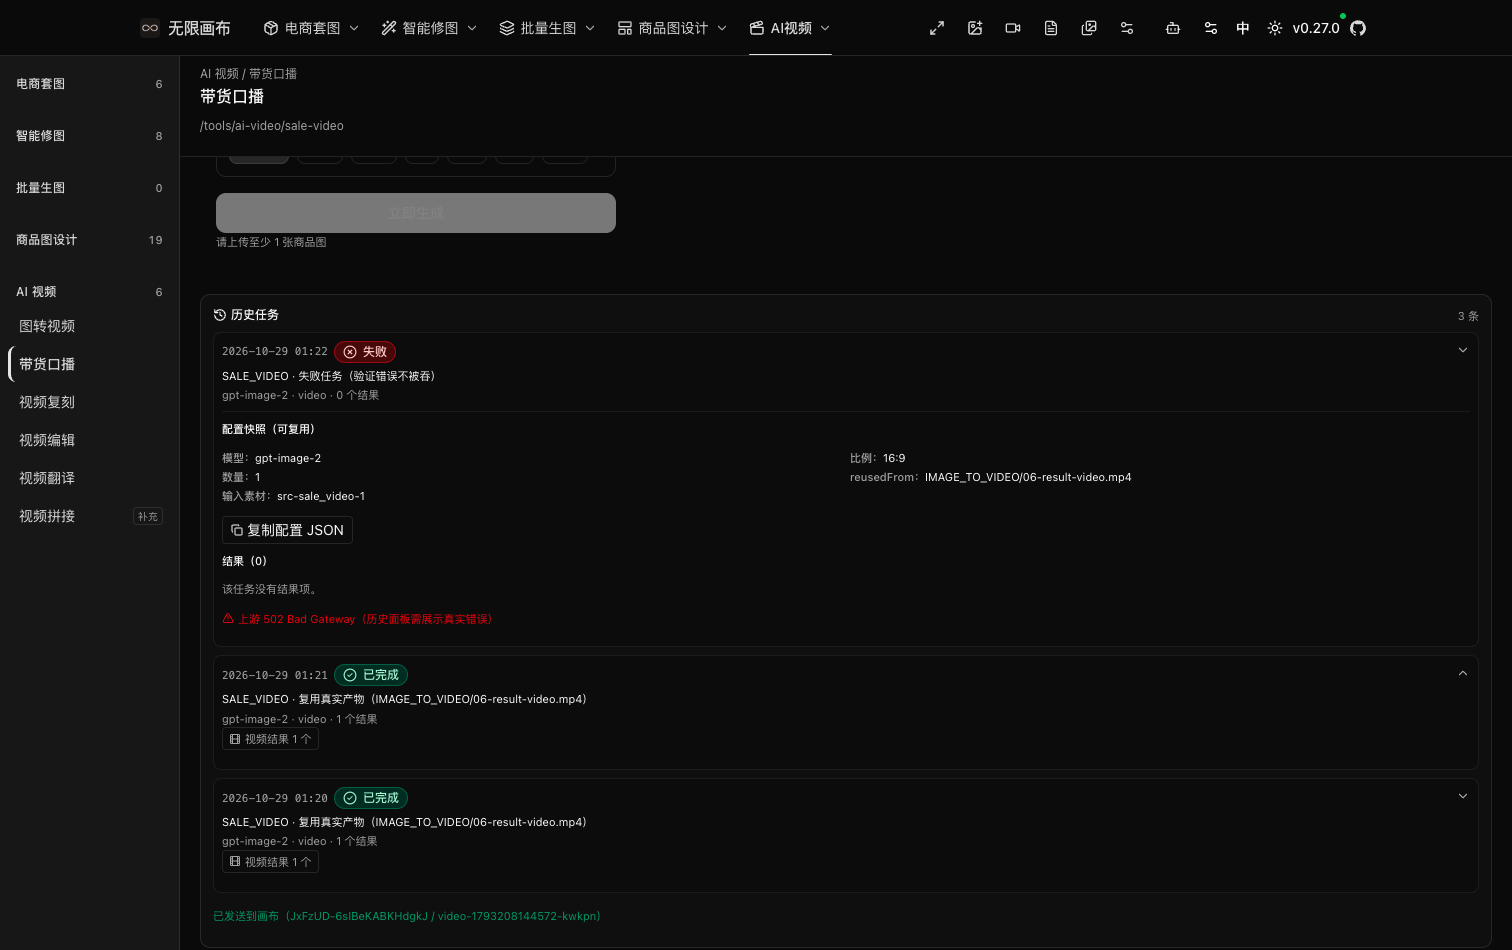 无限画布 电商套图 智能修图 批量生图 商品图设计 AI视频 中 v0.27.0
电商套图 6
智能修图 8
批量生图 0
商品图设计 19
AI 视频 6
图转视频
带货口播
视频复刻
视频编辑
视频翻译
视频拼接 补充
AI 视频 / 带货口播
带货口播
/tools/ai-video/sale-video
立即生成
请上传至少 1 张商品图
历史任务 3 条
2026-10-29 01:22 失败
SALE_VIDEO · 失败任务（验证错误不被吞）
gpt-image-2 · video · 0 个结果
配置快照（可复用）
模型：gpt-image-2 比例：16:9
数量：1 reusedFrom：IMAGE_TO_VIDEO/06-result-video.mp4
输入素材：src-sale_video-1
复制配置 JSON
结果（0）
该任务没有结果项。
上游 502 Bad Gateway（历史面板需展示真实错误）
2026-10-29 01:21 已完成
SALE_VIDEO · 复用真实产物（IMAGE_TO_VIDEO/06-result-video.mp4）
gpt-image-2 · video · 1 个结果
视频结果 1 个
2026-10-29 01:20 已完成
SALE_VIDEO · 复用真实产物（IMAGE_TO_VIDEO/06-result-video.mp4）
gpt-image-2 · video · 1 个结果
视频结果 1 个
已发送到画布（JxFzUD-6sIBeKABKHdgkJ / video-1793208144572-kwkpn）